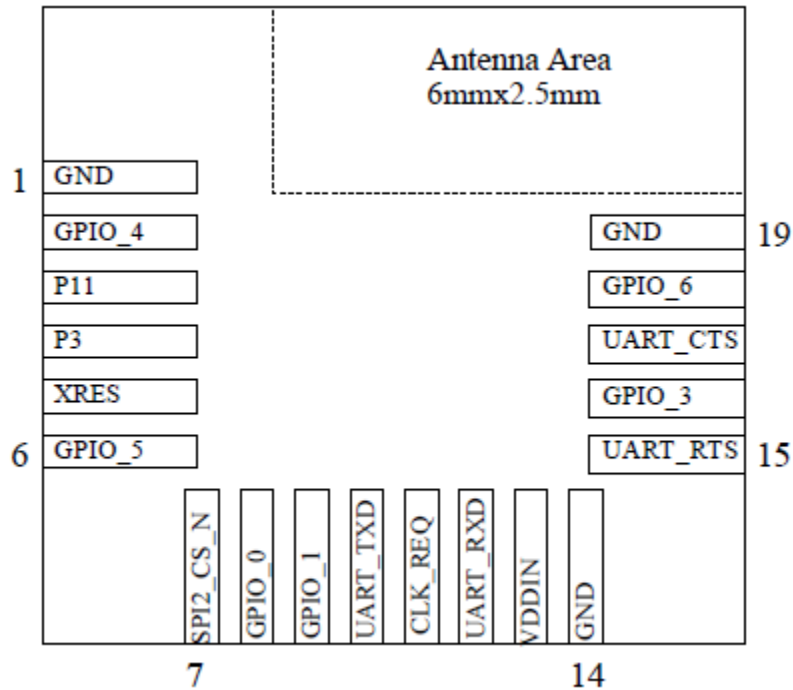 Antenna Area
6mmx2.5mm
1
GND
GPIO_4
P11
P3
XRES
6
GPIO_5
SPI2_CS_N
GPIO_0
GPIO_1
UART_TXD
CLK_REQ
UART_RXD
VDDIN
GND
7
14
GND
19
GPIO_6
UART_CTS
GPIO_3
UART_RTS
15